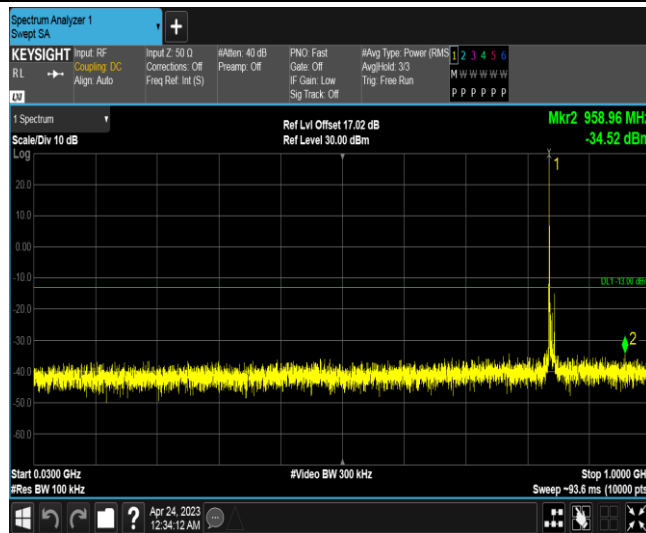 Spectrum Analyzer 1
Swept SA
+
KEYSIGHT
RL
LXI
Input: RF
Coupling: DC
Align: Auto
Input Z: 50 Ω
Corrections: Off
Freq Ref: Int (S)
#Atten: 40 dB
Preamp: Off
PNO: Fast
Gate: Off
IF Gain: Low
Sig Track: Off
#Avg Type: Power (RMS
Avg|Hold: 3/3
Trig: Free Run
1 2 3 4 5 6
M W W W W W
P P P P P P
1 Spectrum
Scale/Div 10 dB
Log
Ref Lvl Offset 17.02 dB
Ref Level 30.00 dBm
Mkr2 958.96 MHz
-34.52 dBm
1
20.0
10.0
0.00
-10.0
DL1 -13.00 dBm
-20.0
-30.0
2
-40.0
-50.0
-60.0
Start 0.0300 GHz
#Video BW 300 kHz
Stop 1.0000 GH
#Res BW 100 kHz
Sweep ~93.6 ms (10000 pts
?
Apr 24, 2023
12:34:12 AM